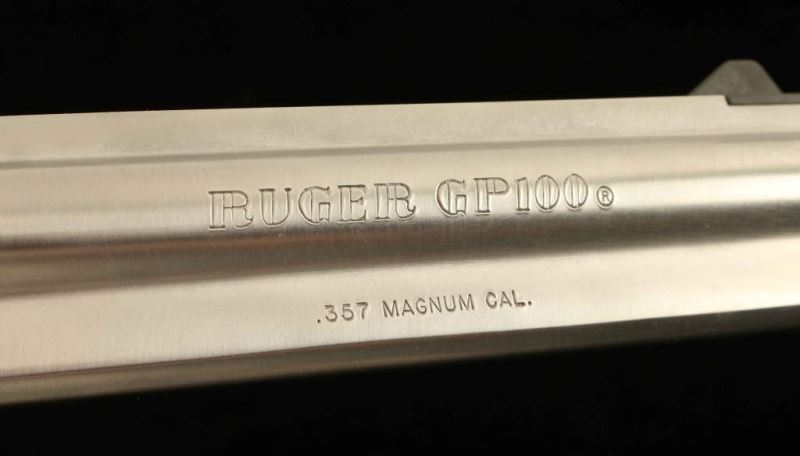 RUGER GP100®
.357 MAGNUM CAL.